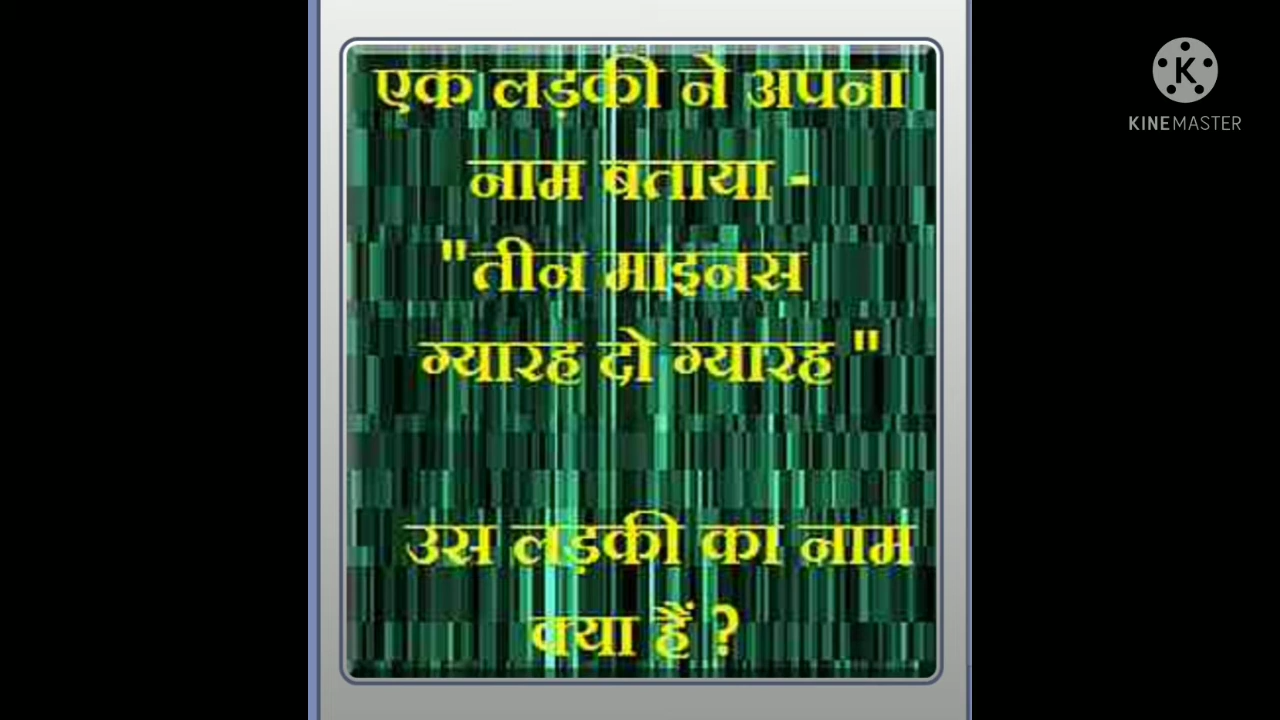 एक लड़की ने अपना
नाम बताया -
"तीन माइनस
ग्यारह दो ग्यारह "
उस लड़की का नाम
क्या हैं ?
K
KINEMASTER